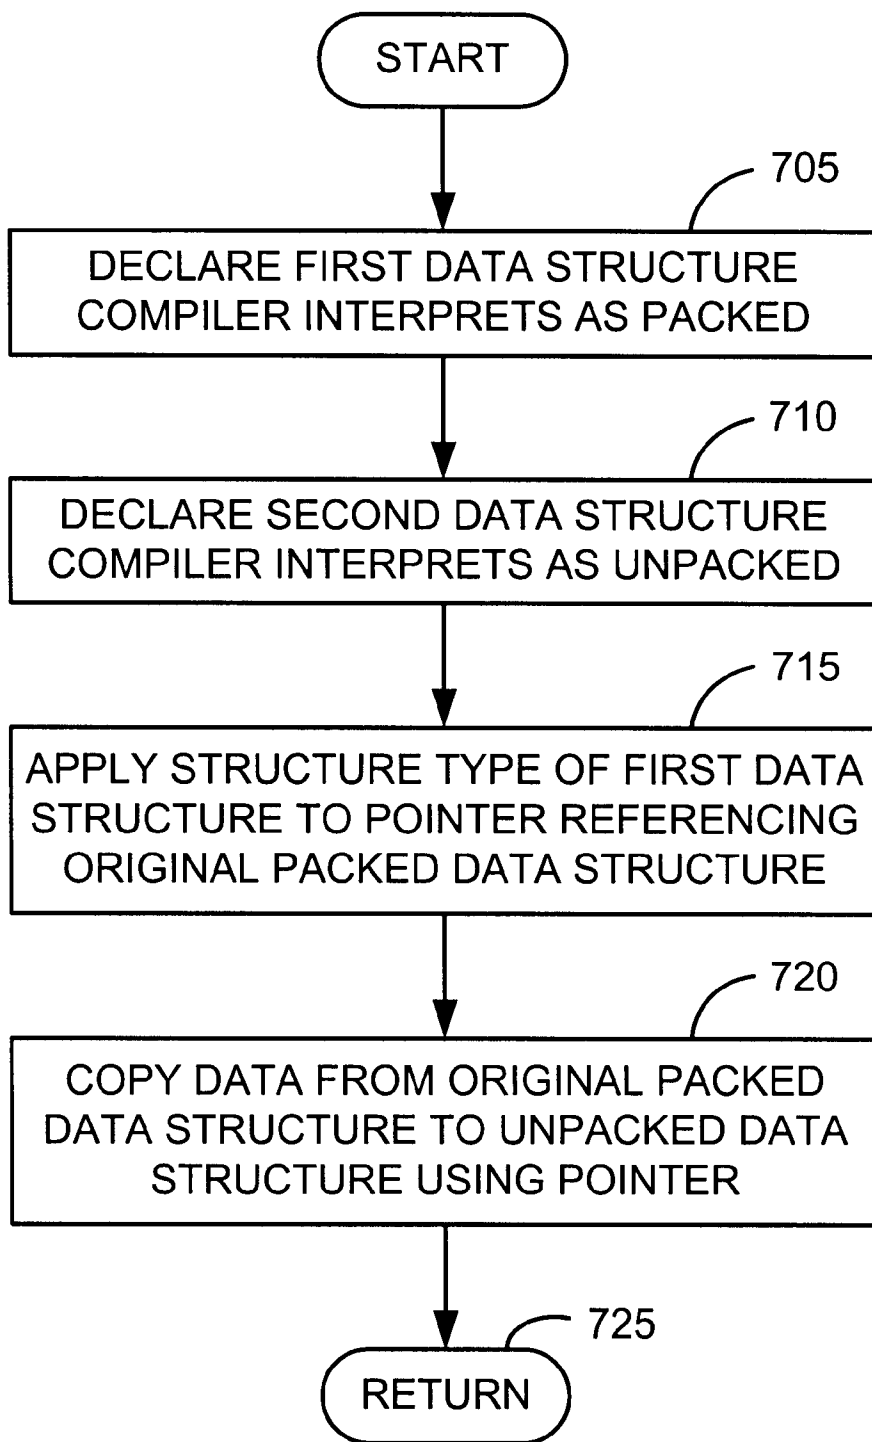 START
705
DECLARE FIRST DATA STRUCTURE
COMPILER INTERPRETS AS PACKED
710
DECLARE SECOND DATA STRUCTURE
COMPILER INTERPRETS AS UNPACKED
715
APPLY STRUCTURE TYPE OF FIRST DATA
STRUCTURE TO POINTER REFERENCING
ORIGINAL PACKED DATA STRUCTURE
720
COPY DATA FROM ORIGINAL PACKED
DATA STRUCTURE TO UNPACKED DATA
STRUCTURE USING POINTER
725
RETURN